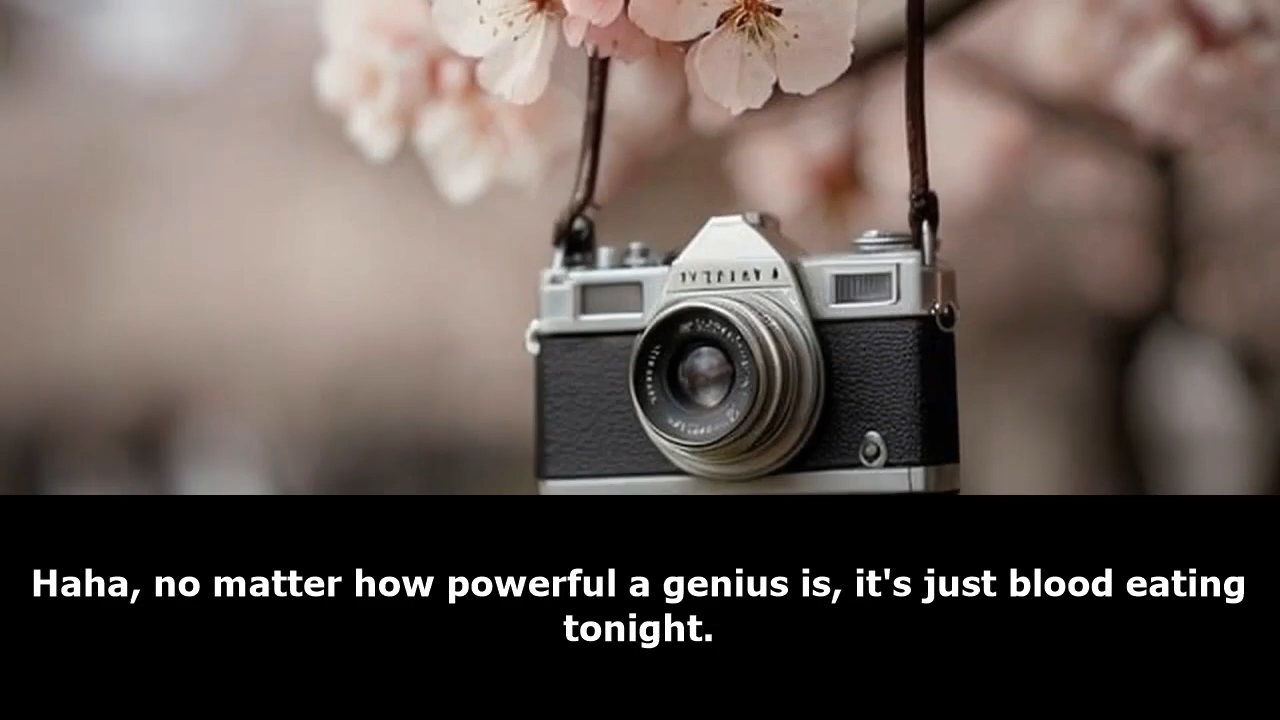 Haha, no matter how powerful a genius is, it's just blood eating
tonight.